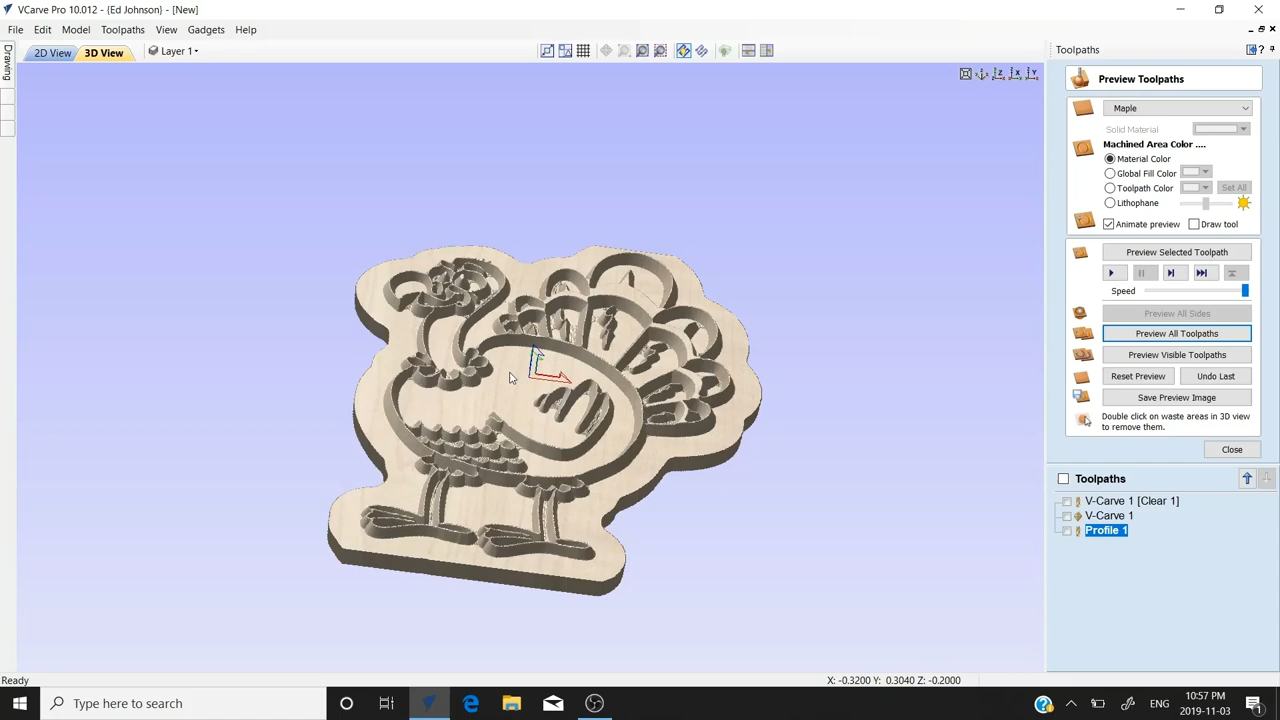 VCarve Pro 10.012 - {Ed Johnson} - [New]
File Edit Model Toolpaths View Gadgets Help
2D View 3D View Layer 1
Drawing
Toolpaths
Preview Toolpaths
Maple
Solid Material
Machined Area Color ....
Material Color
Global Fill Color
Toolpath Color Set All
Lithophane
Animate preview Draw tool
Preview Selected Toolpath
Speed
Preview All Sides
Preview All Toolpaths
Preview Visible Toolpaths
Reset Preview Undo Last
Save Preview Image
Double click on waste areas in 3D view
to remove them.
Close
Toolpaths
V-Carve 1 [Clear 1]
V-Carve 1
Profile 1
Ready X: -0.3200 Y: 0.3040 Z: -0.2000
Type here to search
ENG
10:57 PM
2019-11-03